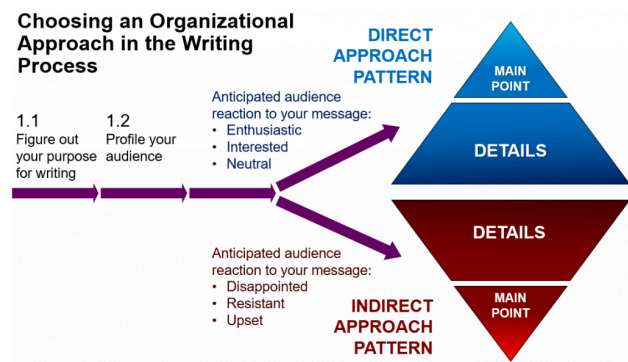 Choosing an Organizational
Approach in the Writing
Process
1.1
Figure out
your purpose
for writing
1.2
Profile your
audience
Anticipated audience
reaction to your message:
• Enthusiastic
• Interested
• Neutral
DIRECT
APPROACH
PATTERN
MAIN
POINT
DETAILS
Anticipated audience
reaction to your message:
• Disappointed
• Resistant
• Upset
INDIRECT
APPROACH
PATTERN
DETAILS
MAIN
POINT